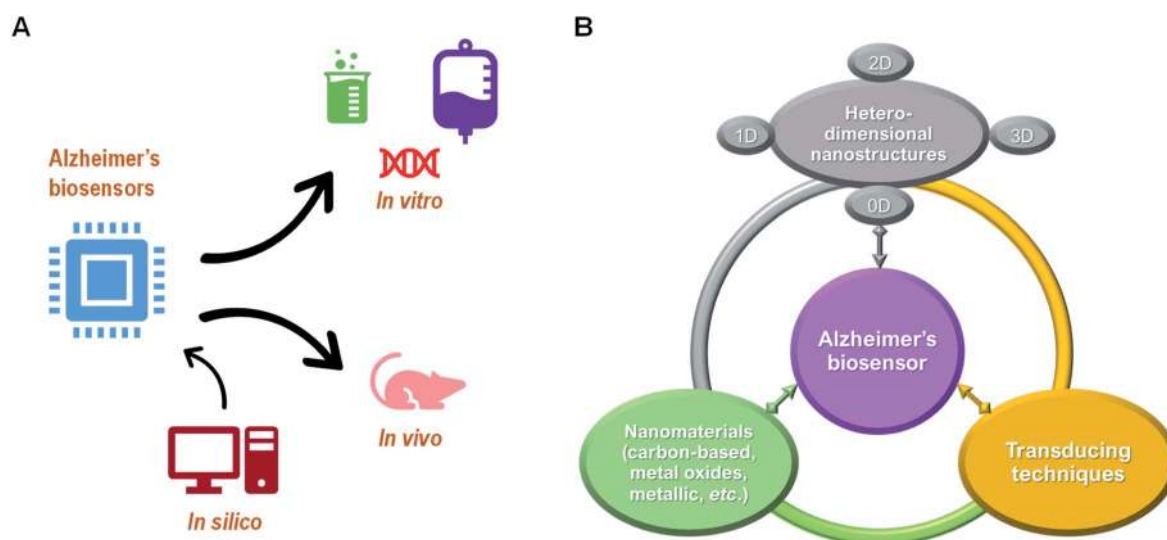 A
Alzheimer's
biosensors
In vitro
In vivo
In silico
B
2D
Hetero-
dimensional
nanostructures
1D
3D
0D
Alzheimer's
biosensor
Nanomaterials
(carbon-based,
metal oxides,
metallic, etc.)
Transducing
techniques